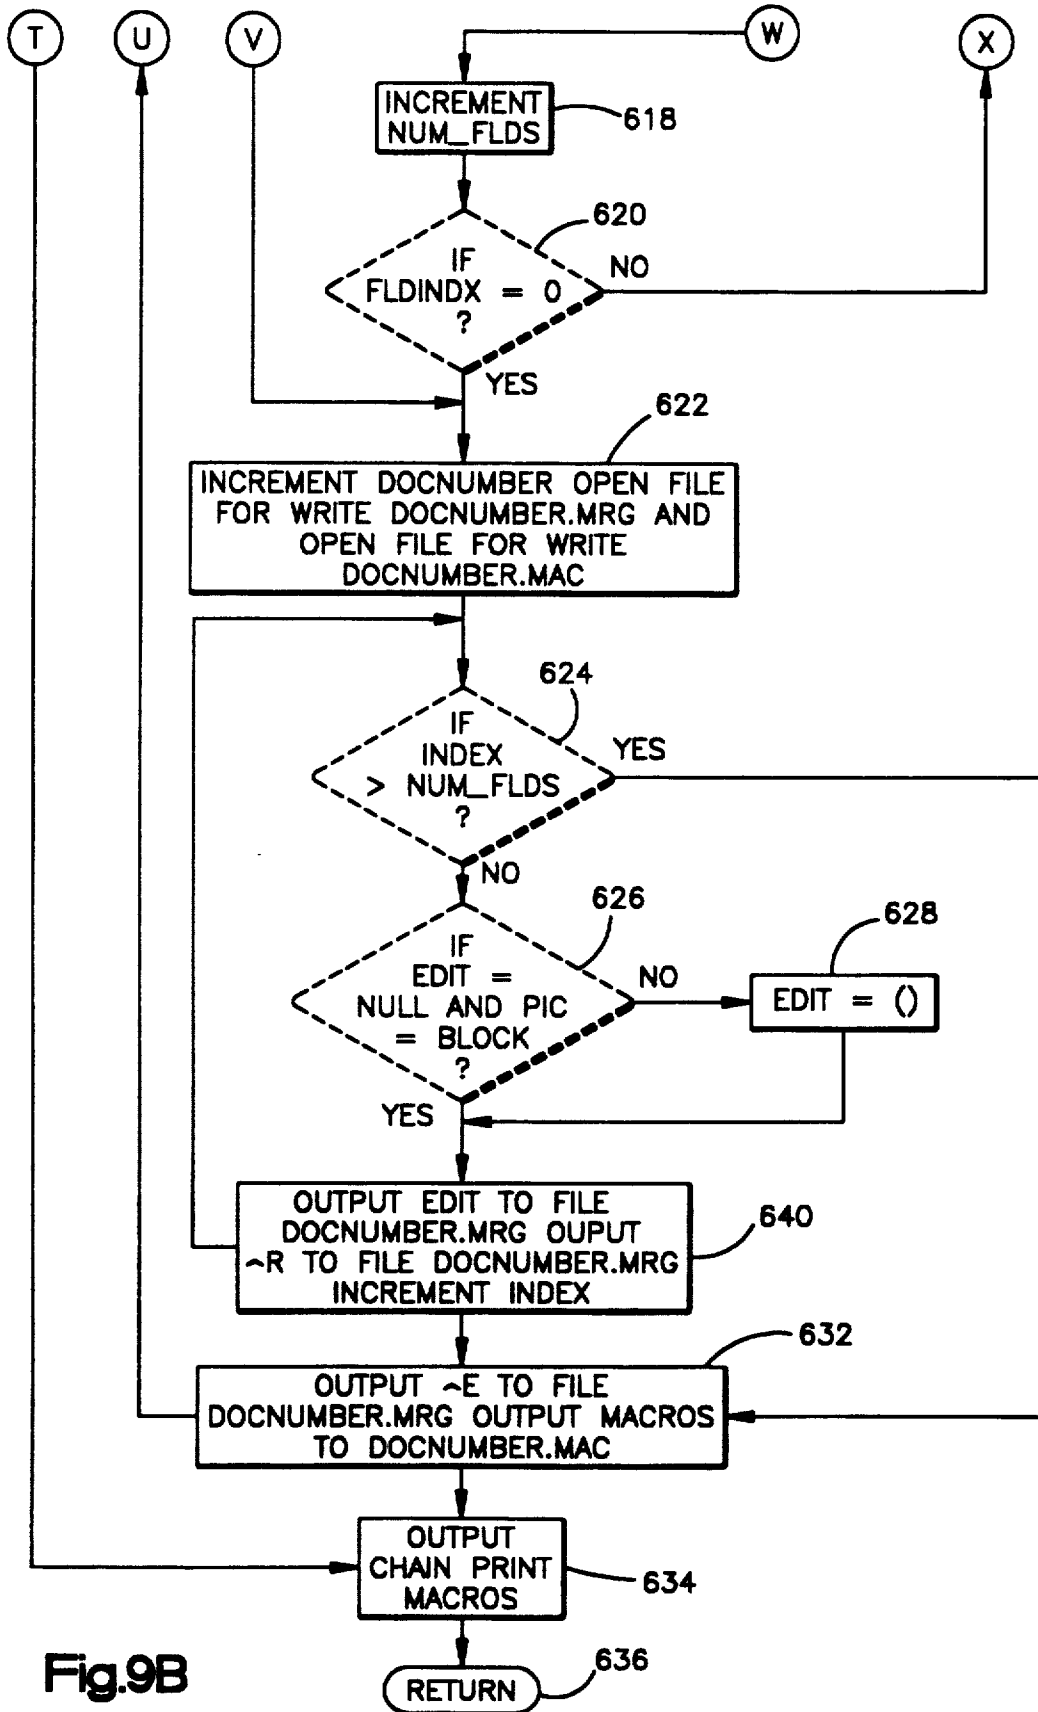 T
U
V
W
X
INCREMENT
NUM_FLDS
618
620
IF
FLDINDX = 0
?
NO
YES
622
INCREMENT DOCNUMBER OPEN FILE
FOR WRITE DOCNUMBER.MRG AND
OPEN FILE FOR WRITE
DOCNUMBER.MAC
624
IF
INDEX
> NUM_FLDS
?
YES
NO
626
IF
EDIT =
NULL AND PIC
= BLOCK
?
NO
628
EDIT = ()
YES
OUTPUT EDIT TO FILE
DOCNUMBER.MRG OUPUT
~R TO FILE DOCNUMBER.MRG
INCREMENT INDEX
640
632
OUTPUT ~E TO FILE
DOCNUMBER.MRG OUTPUT MACROS
TO DOCNUMBER.MAC
OUTPUT
CHAIN PRINT
MACROS
634
RETURN
636
Fig.9B